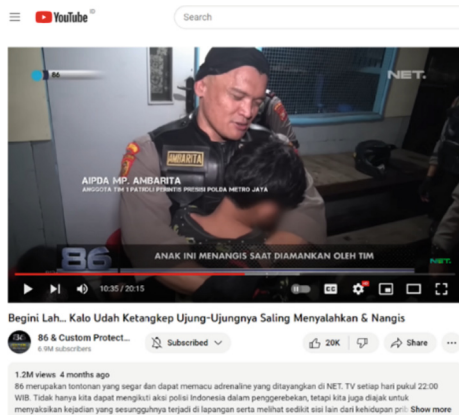 YouTube ID
Search
86
NET.
AMBARITA
AIPDA MP. AMBARITA
ANGGOTA TIM 1 PATROLI PERINTIS PRESISI POLDA METRO JAYA
86
ANAK INI MENANGIS SAAT DIAMANKAN OLEH TIM
NET.
10:35 / 20:15
CC
Begini Lah... Kalo Udah Ketangkep Ujung-Ujungnya Saling Menyalahkan & Nangis
86 & Custom Protect...
6.9M subscribers
Subscribed
20K
Share
1.2M views 4 months ago
86 merupakan tontonan yang segar dan dapat memacu adrenaline yang ditayangkan di NET. TV setiap hari pukul 22:00
WIB. Tidak hanya kita dapat mengikuti aksi polisi Indonesia dalam penggerebekan, tetapi kita juga diajak untuk
menyaksikan kejadian yang sesungguhnya terjadi di lapangan serta melihat sedikit sisi lain dari kehidupan prib Show more